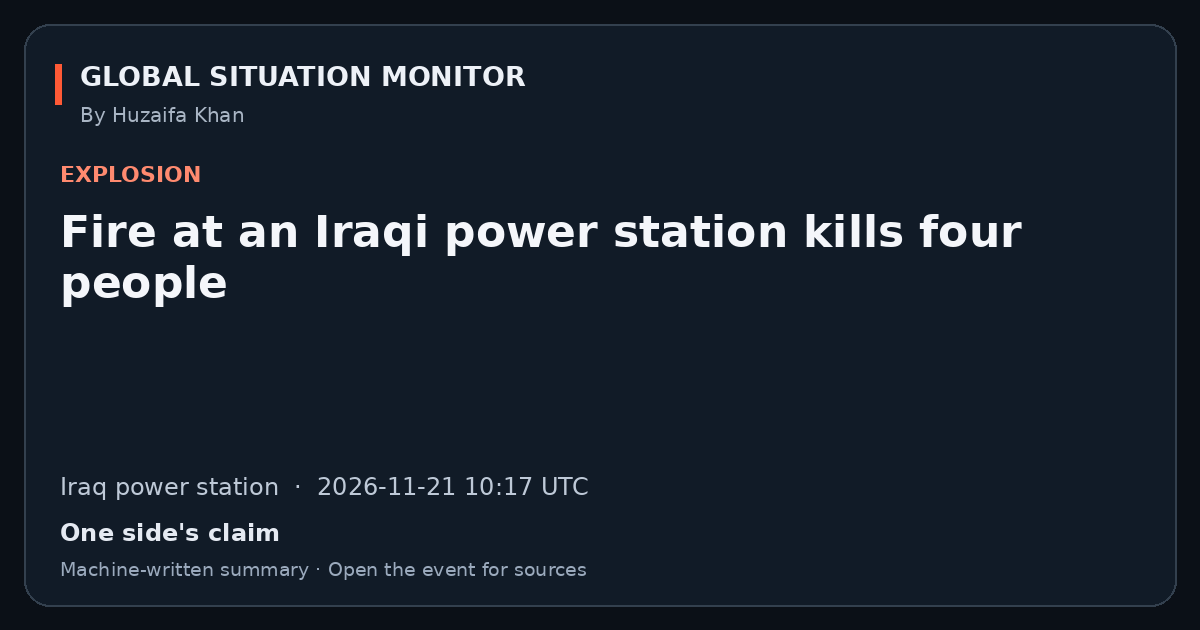 GLOBAL SITUATION MONITOR
By Huzaifa Khan
EXPLOSION
Fire at an Iraqi power station kills four
people
Iraq power station · 2026-11-21 10:17 UTC
One side's claim
Machine-written summary · Open the event for sources